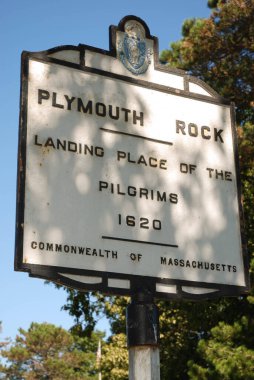 PLYMOUTH ROCK
LANDING PLACE OF THE
PILGRIMS
1620
COMMONWEALTH OF MASSACHUSETTS